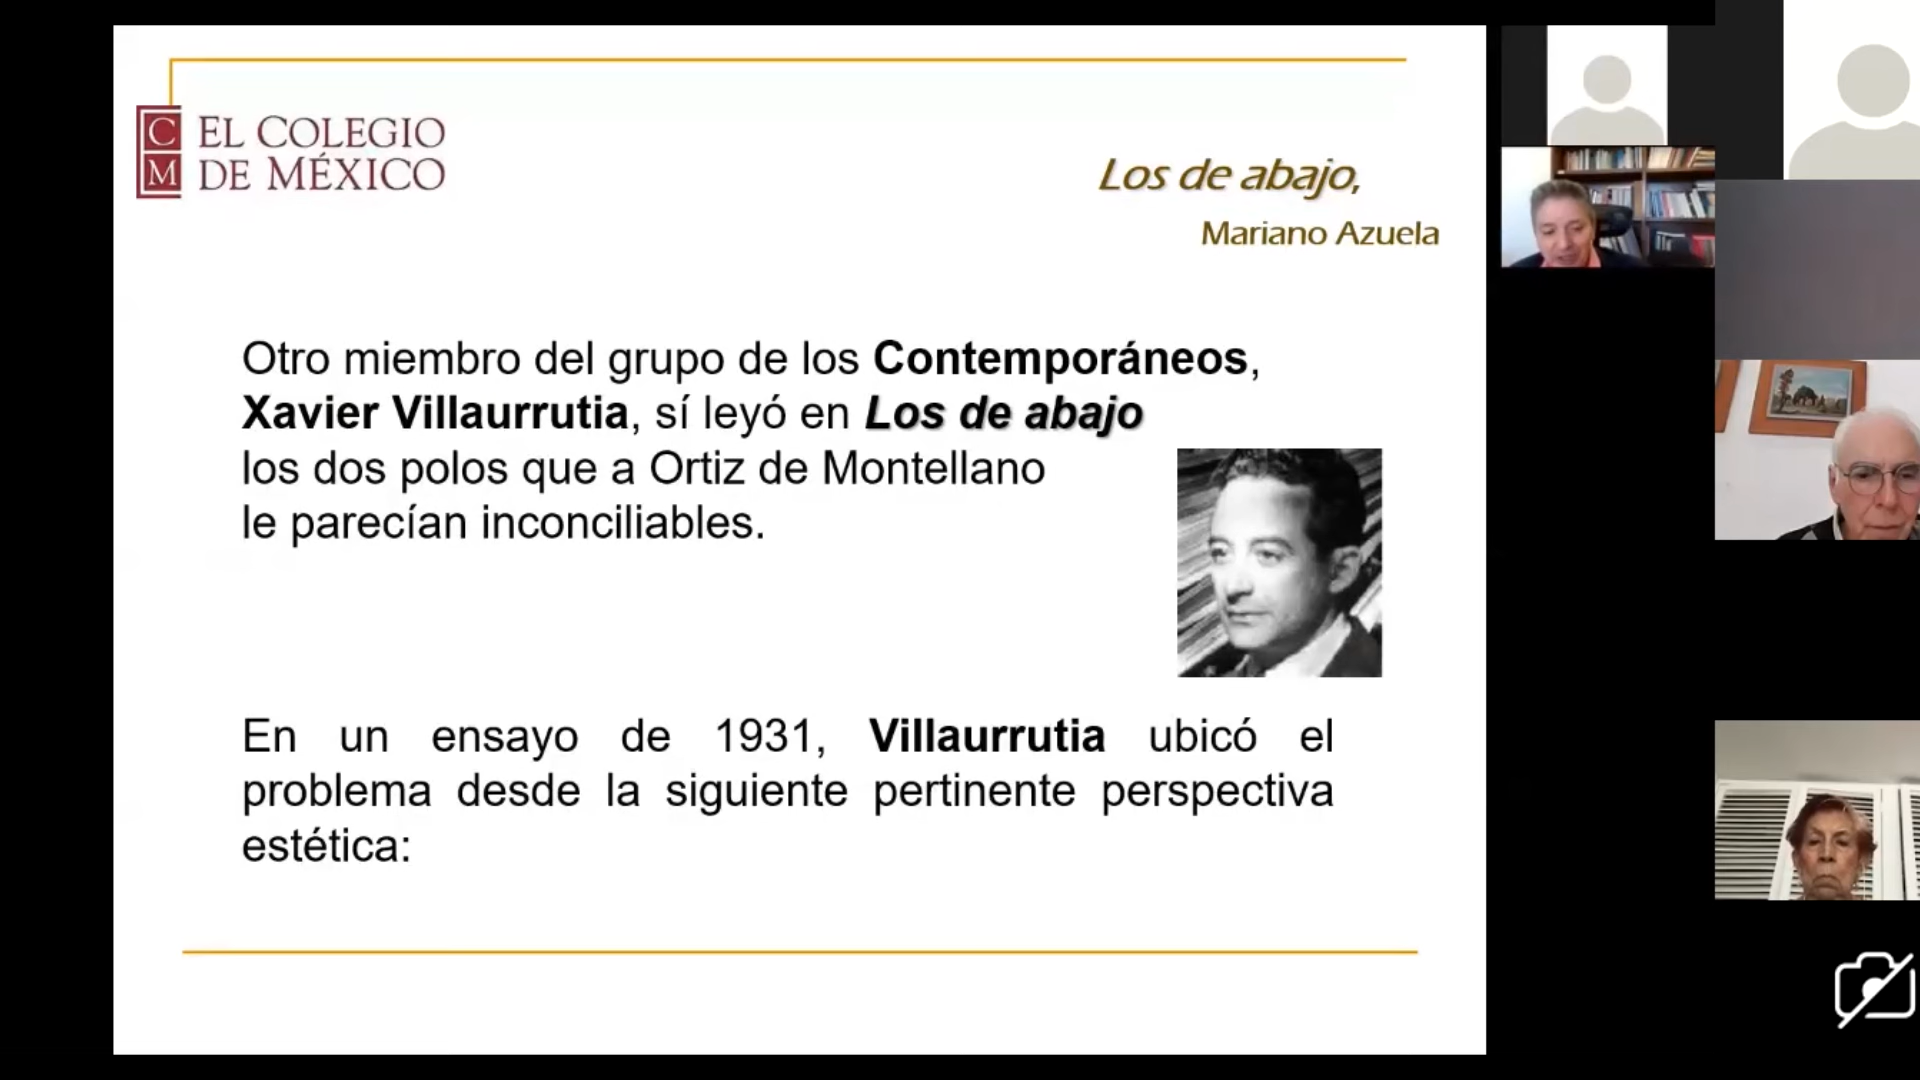 CM
EL COLEGIO
DE MÉXICO
Los de abajo,
Mariano Azuela
Otro miembro del grupo de los Contemporáneos,
Xavier Villaurrutia, sí leyó en Los de abajo
los dos polos que a Ortiz de Montellano
le parecían inconciliables.
En un ensayo de 1931, Villaurrutia ubicó el
problema desde la siguiente pertinente perspectiva
estética: